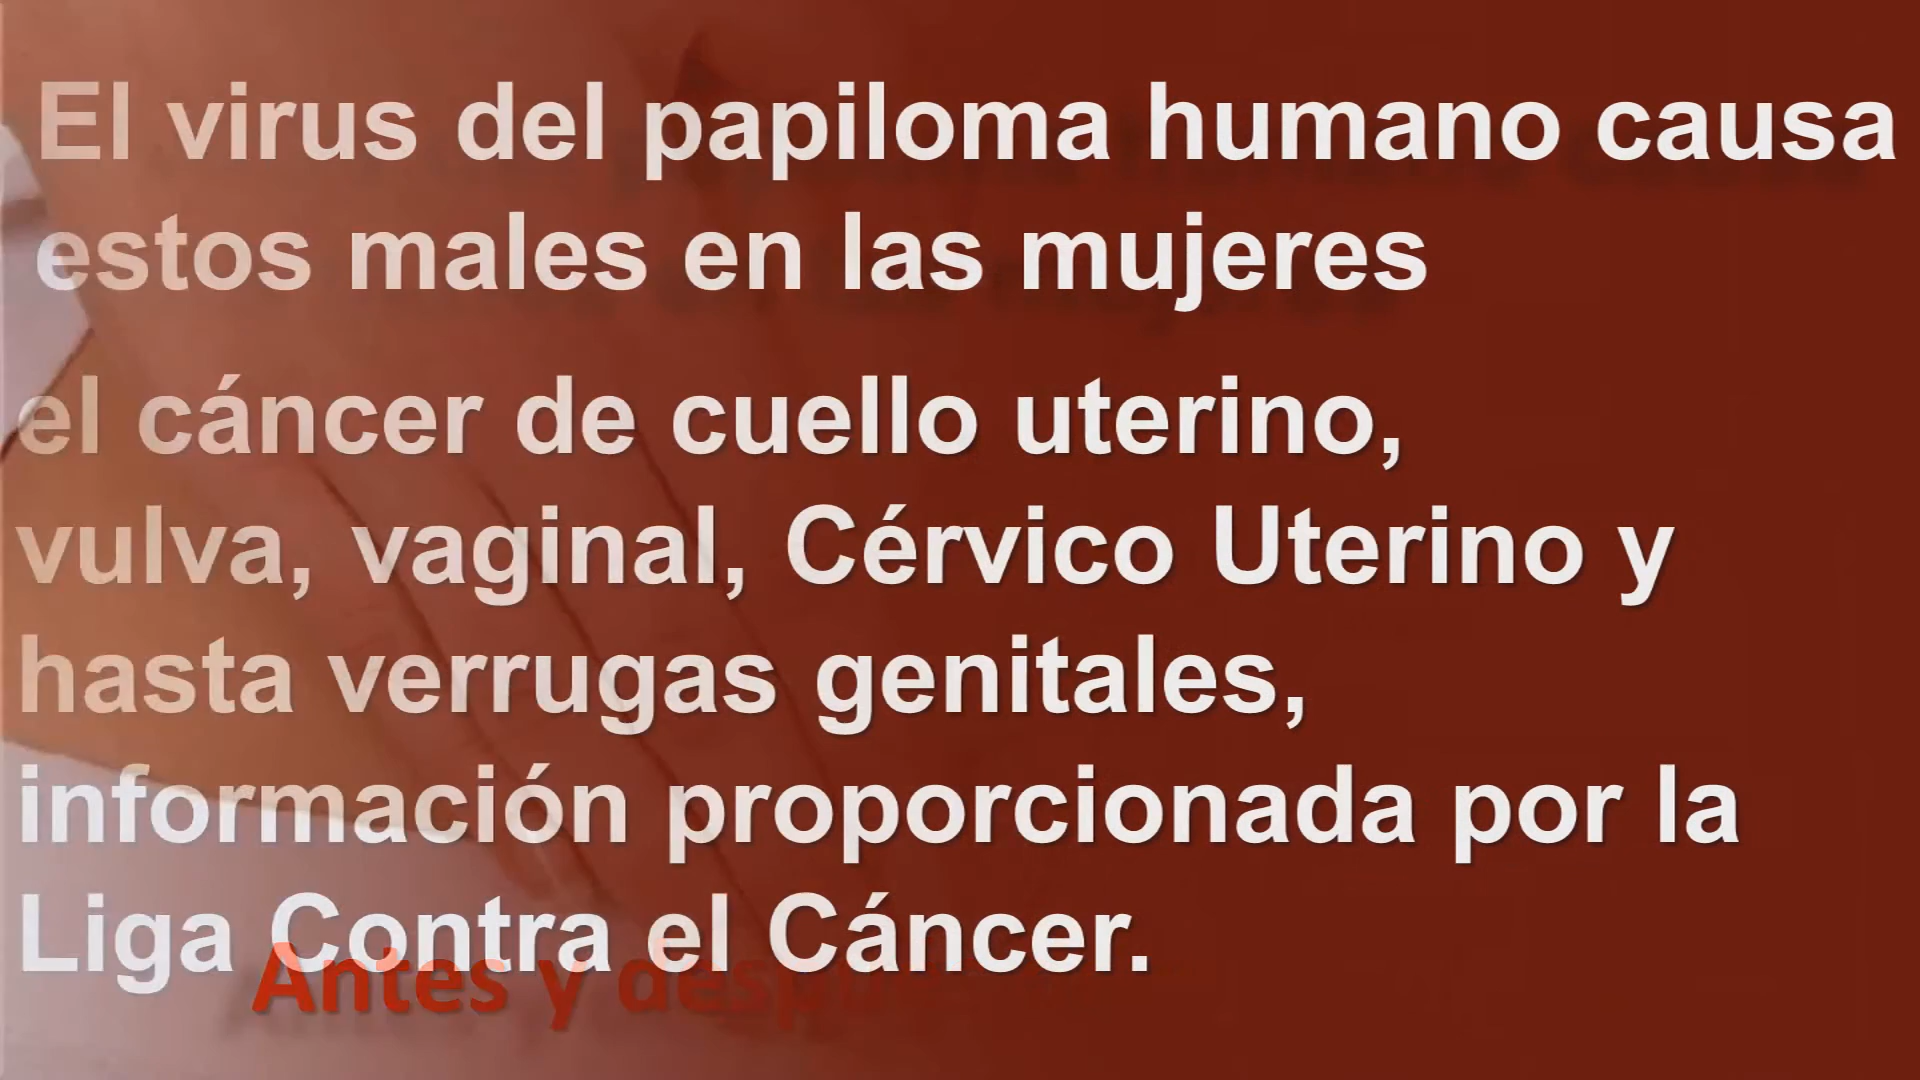 El virus del papiloma humano causa
estos males en las mujeres
el cáncer de cuello uterino,
vulva, vaginal, Cérvico Uterino y
hasta verrugas genitales,
información proporcionada por la
Liga Contra el Cáncer.
Antes y